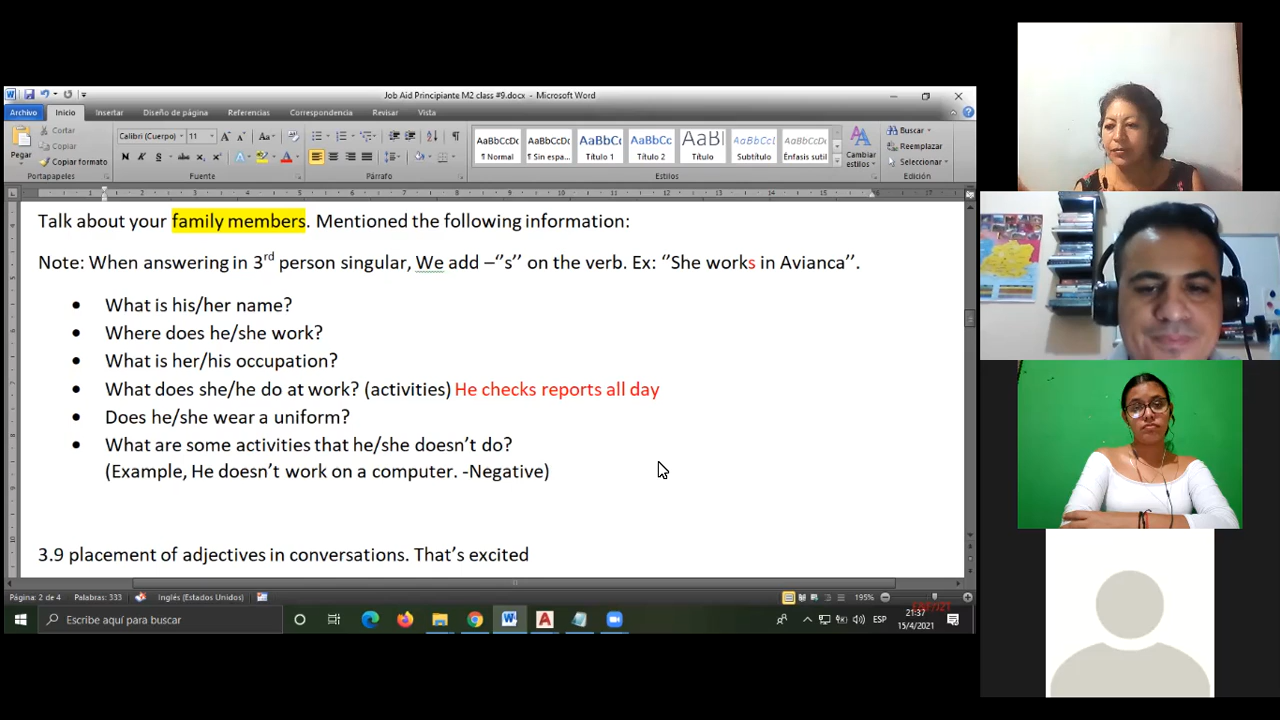 Job Aid Principiante M2 class #9.docx - Microsoft Word
Archivo Inicio Insertar Diseño de página Referencias Correspondencia Revisar Vista
Pegar
Cortar
Copiar
Copiar formato
Portapapeles
Calibri (Cuerpo) 11
Fuente
Párrafo
AaBbCcDc AaBbCcDc AaBbC AaBbCc AaBl AaBbCcl AaBbCcDc
¶ Normal ¶ Sin espa... Título 1 Título 2 Título Subtítulo Énfasis sutil
Estilos
Cambiar estilos
Buscar
Reemplazar
Seleccionar
Edición
Talk about your family members. Mentioned the following information:
Note: When answering in 3rd person singular, We add –‘’s’’ on the verb. Ex: ‘’She works in Avianca’’.
• What is his/her name?
• Where does he/she work?
• What is her/his occupation?
• What does she/he do at work? (activities) He checks reports all day
• Does he/she wear a uniform?
• What are some activities that he/she doesn’t do?
(Example, He doesn’t work on a computer. -Negative)
3.9 placement of adjectives in conversations. That’s excited
Página: 2 de 4 Palabras: 333 Inglés (Estados Unidos) 195%
Escribe aquí para buscar
ESP
21:37
15/4/2021